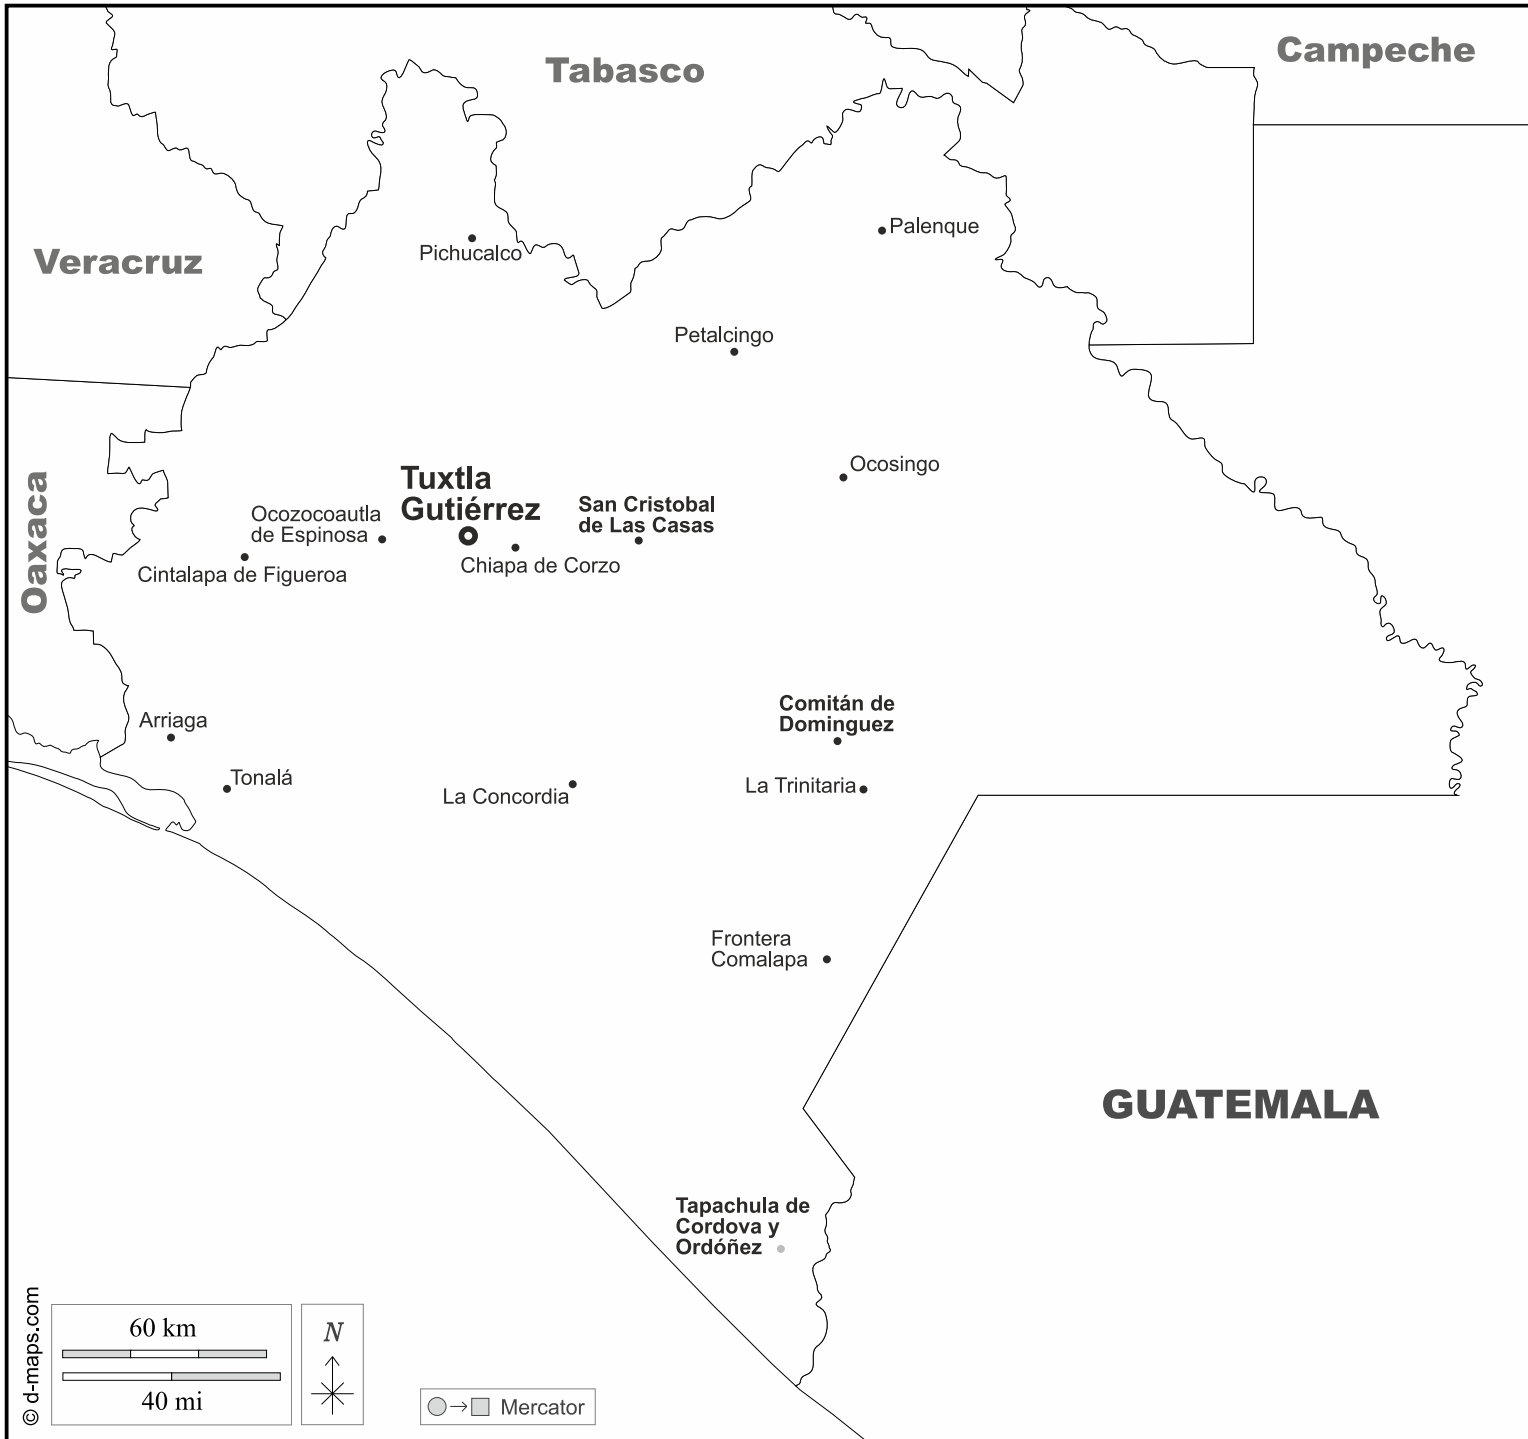 Campeche
Tabasco
Palenque
Veracruz
Pichucalco
Petalcingo
Ocosingo
Oaxaca
Tuxtla
Gutiérrez
San Cristobal
de Las Casas
Ocozocoautla
de Espinosa
Chiapa de Corzo
Cintalapa de Figueroa
Comitán de
Dominguez
Arriaga
Tonalá
La Trinitaria
La Concordia
Frontera
Comalapa
GUATEMALA
Tapachula de
Cordova y
Ordóñez
© d-maps.com
60 km
40 mi
N
Mercator